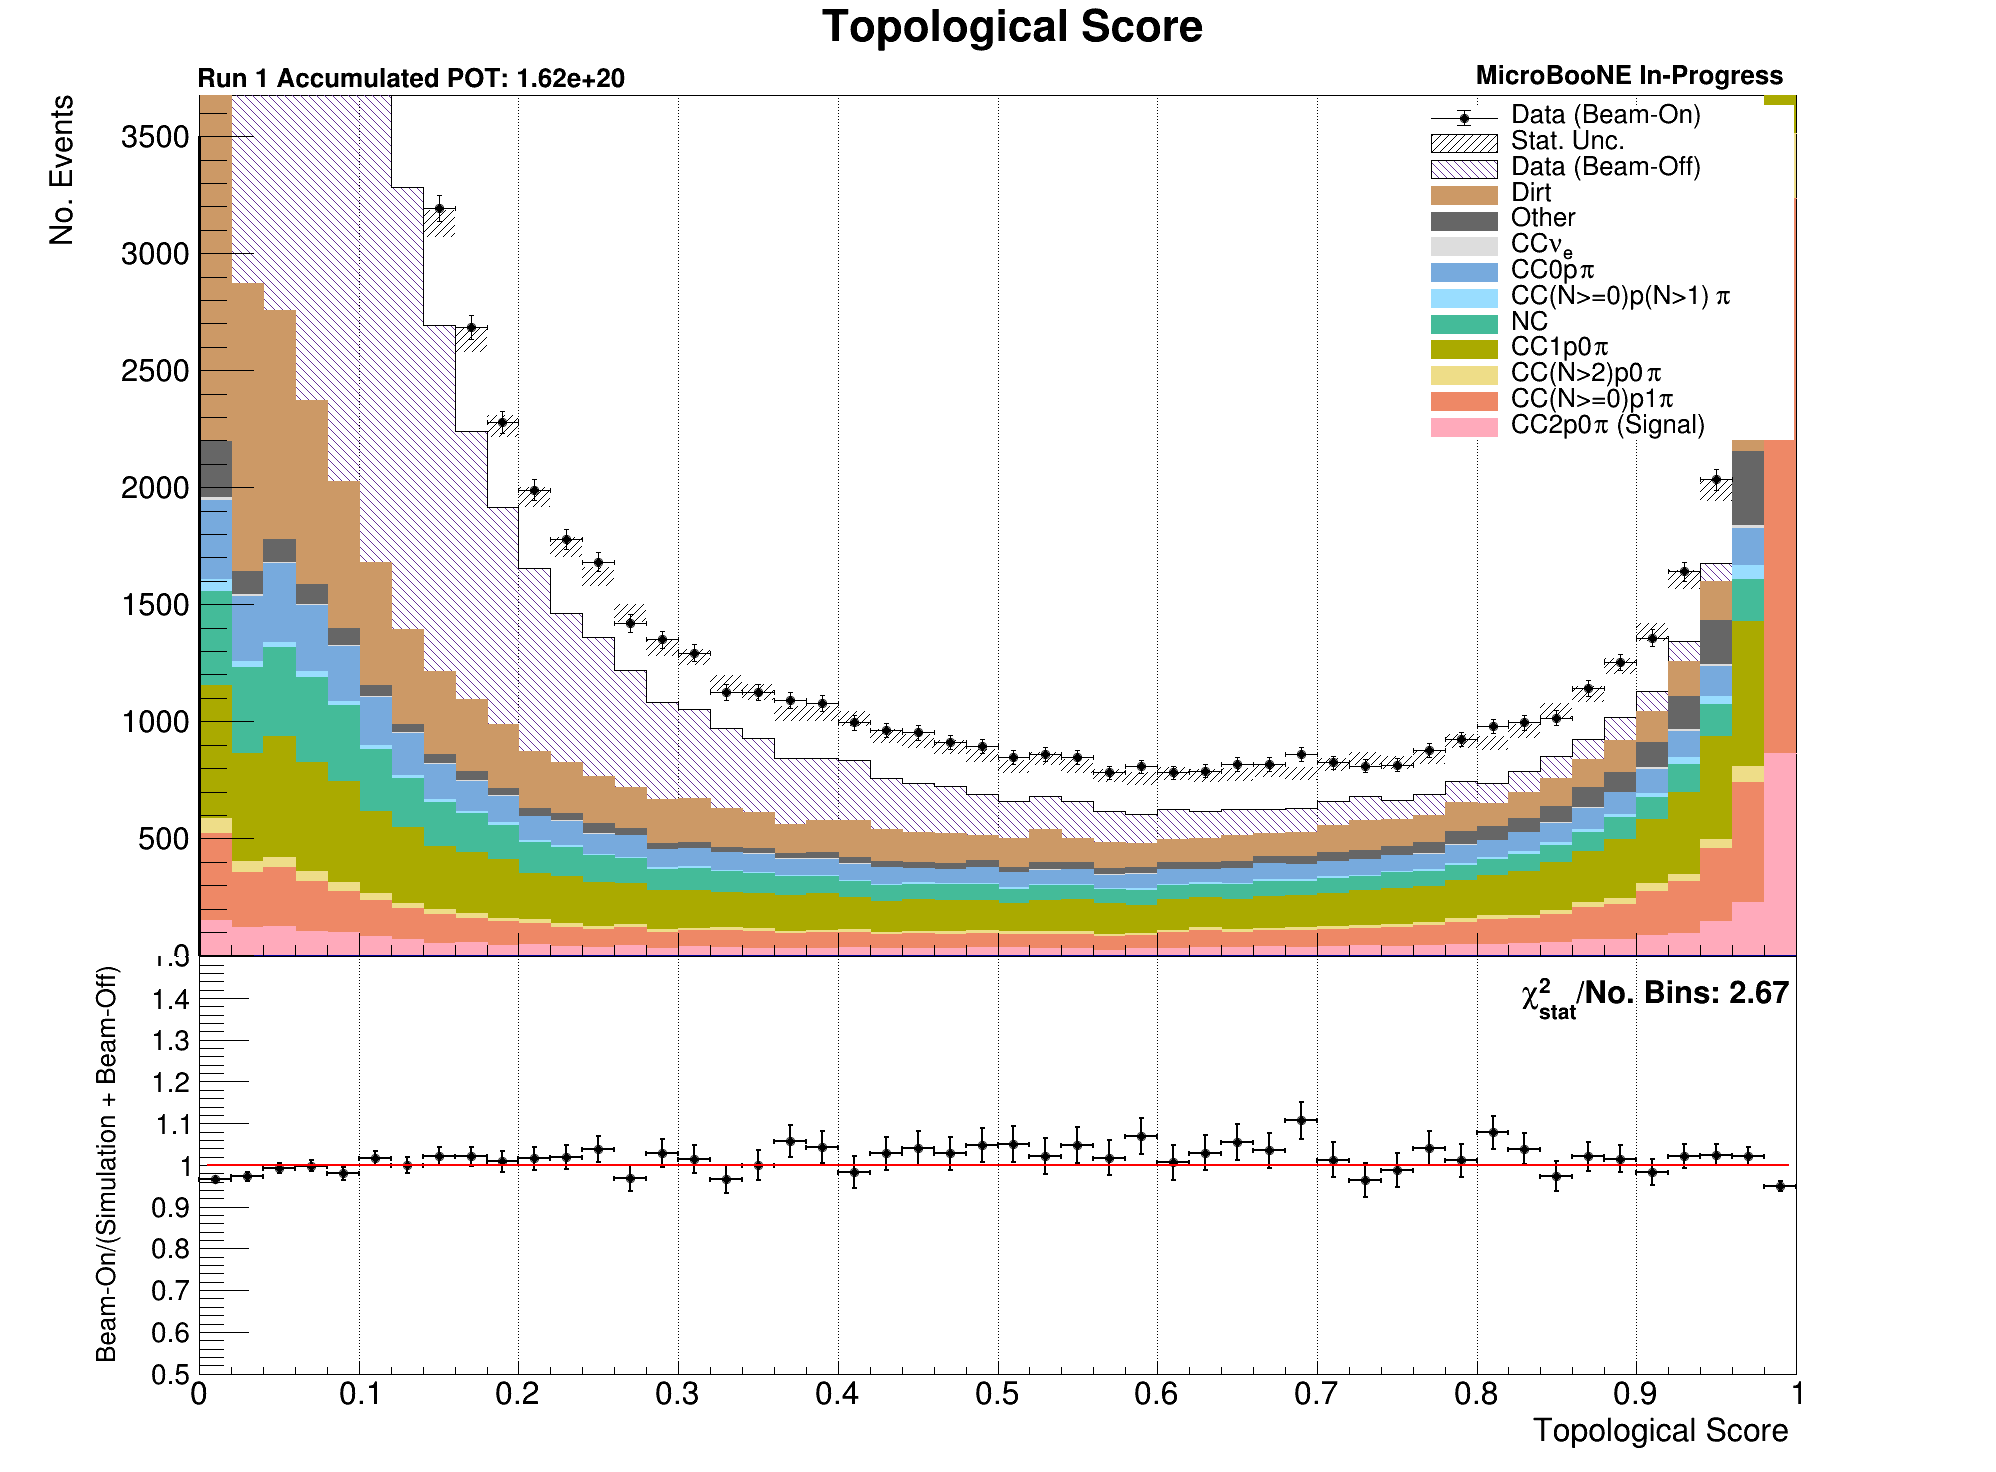 Topological Score
Run 1 Accumulated POT: 1.62e+20
MicroBooNE In-Progress
No. Events
3500
3000
2500
2000
1500
1000
500
0
Data (Beam-On)
Stat. Unc.
Data (Beam-Off)
Dirt
Other
CCνe
CC0pπ
CC(N>=0)p(N>1) π
NC
CC1p0π
CC(N>2)p0π
CC(N>=0)p1π
CC2p0π (Signal)
Beam-On/(Simulation + Beam-Off)
χ²stat/No. Bins: 2.67
1.5
1.4
1.3
1.2
1.1
1
0.9
0.8
0.7
0.6
0.5
0 0.1 0.2 0.3 0.4 0.5 0.6 0.7 0.8 0.9 1
Topological Score